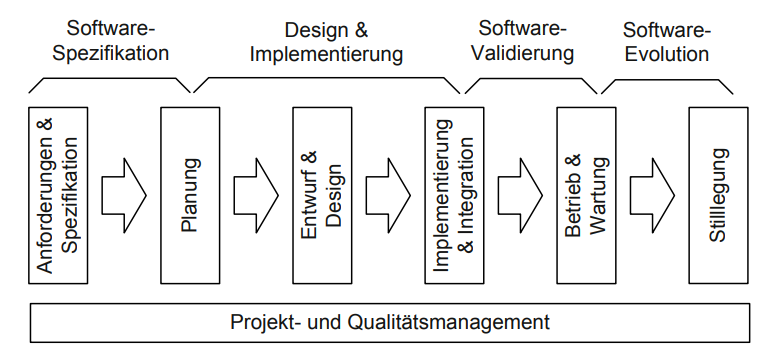 Software-
Spezifikation
Design &
Implementierung
Software-
Validierung
Software-
Evolution
Anforderungen &
Spezifikation
Planung
Entwurf &
Design
Implementierung
& Integration
Betrieb &
Wartung
Stilllegung
Projekt- und Qualitätsmanagement